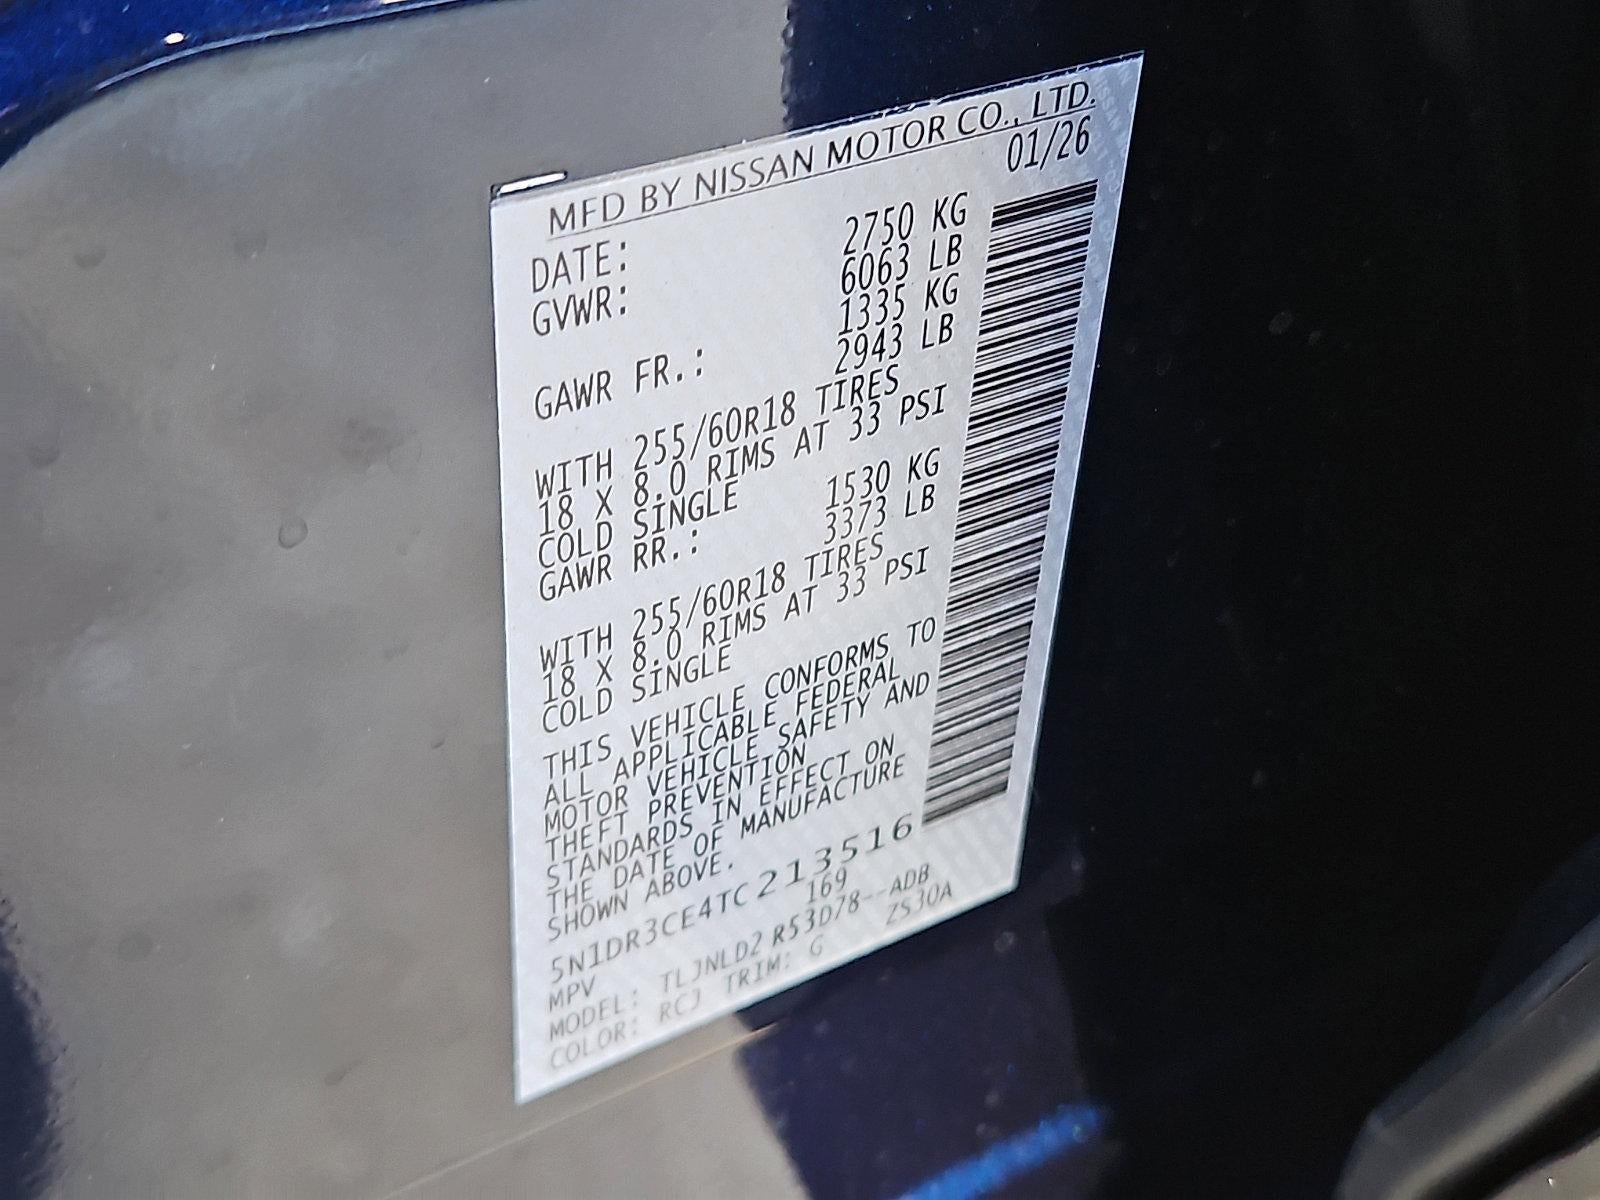 MFD BY NISSAN MOTOR CO., LTD.
DATE: 01/26
GVWR: 2750 KG
6063 LB
GAWR FR.: 1335 KG
2943 LB
WITH 255/60R18 TIRES
18 X 8.0 RIMS AT 33 PSI
COLD SINGLE
GAWR RR.: 1530 KG
3373 LB
WITH 255/60R18 TIRES
18 X 8.0 RIMS AT 33 PSI
COLD SINGLE
THIS VEHICLE CONFORMS TO
ALL APPLICABLE FEDERAL
MOTOR VEHICLE SAFETY AND
THEFT PREVENTION
STANDARDS IN EFFECT ON
THE DATE OF MANUFACTURE
SHOWN ABOVE.
5N1DR3CE4TC213516
MPV 169
MODEL: TLJNLD2 R53D78---ADB
COLOR: RCJ TRIM: G ZS30A